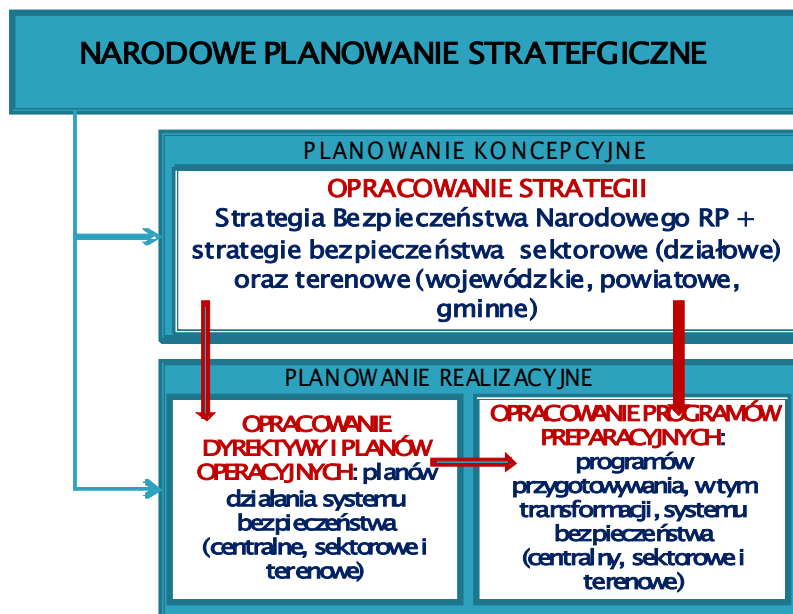 NARODOWE PLANOWANIE STRATEFGICZNE
PLANOWANIE KONCEPCYJNE
OPRACOWANIE STRATEGII
Strategia Bezpieczeństwa Narodowego RP +
strategie bezpieczeństwa sektorowe (działowe)
oraz terenowe (wojewódzkie, powiatowe,
gminne)
PLANOWANIE REALIZACYJNE
OPRACOWANIE
DYREKTYWY I PLANÓW
OPERACYJNYCH: planów
działania systemu
bezpieczeństwa
(centralne, sektorowe i
terenowe)
OPRACOWANIE PROGRAMÓW
PREPARACYJNYCH:
programów
przygotowywania, w tym
transformacji, systemu
bezpieczeństwa
(centralny, sektorowe i
terenowe)